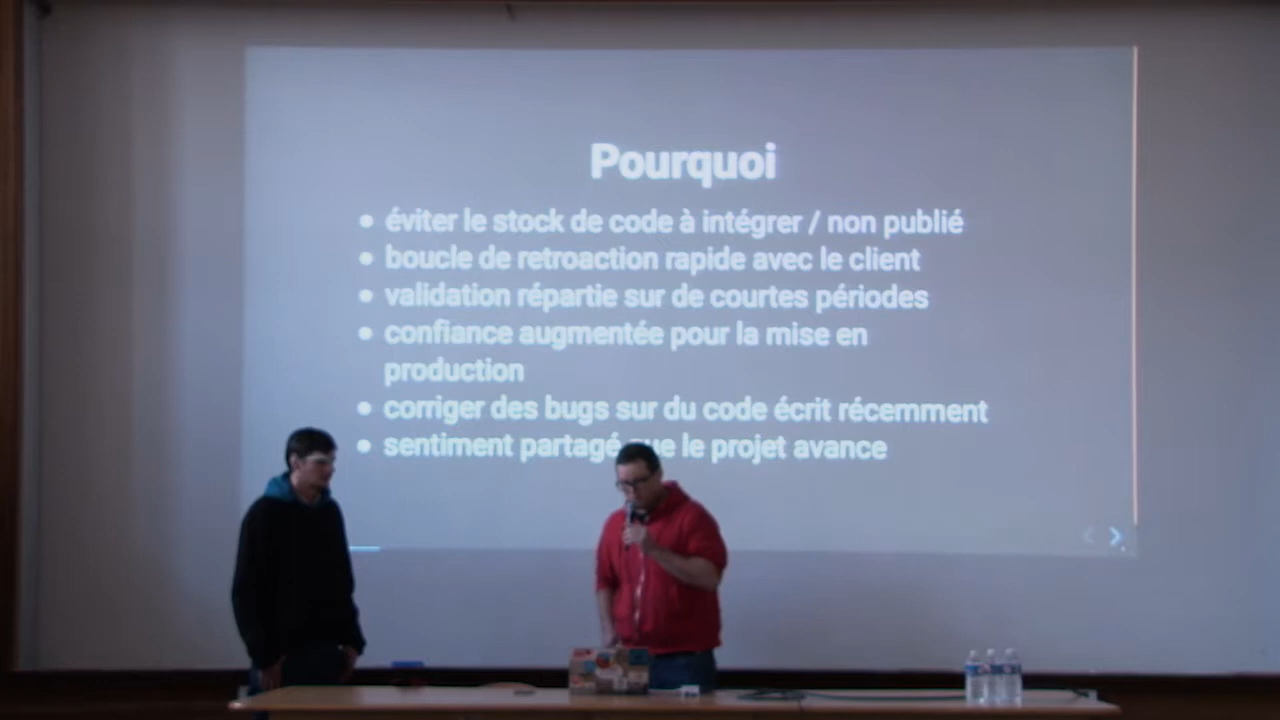 Pourquoi
• éviter le stock de code à intégrer / non publié
• boucle de retroaction rapide avec le client
• validation répartie sur de courtes périodes
• confiance augmentée pour la mise en
production
• corriger des bugs sur du code écrit récemment
• sentiment partagé que le projet avance